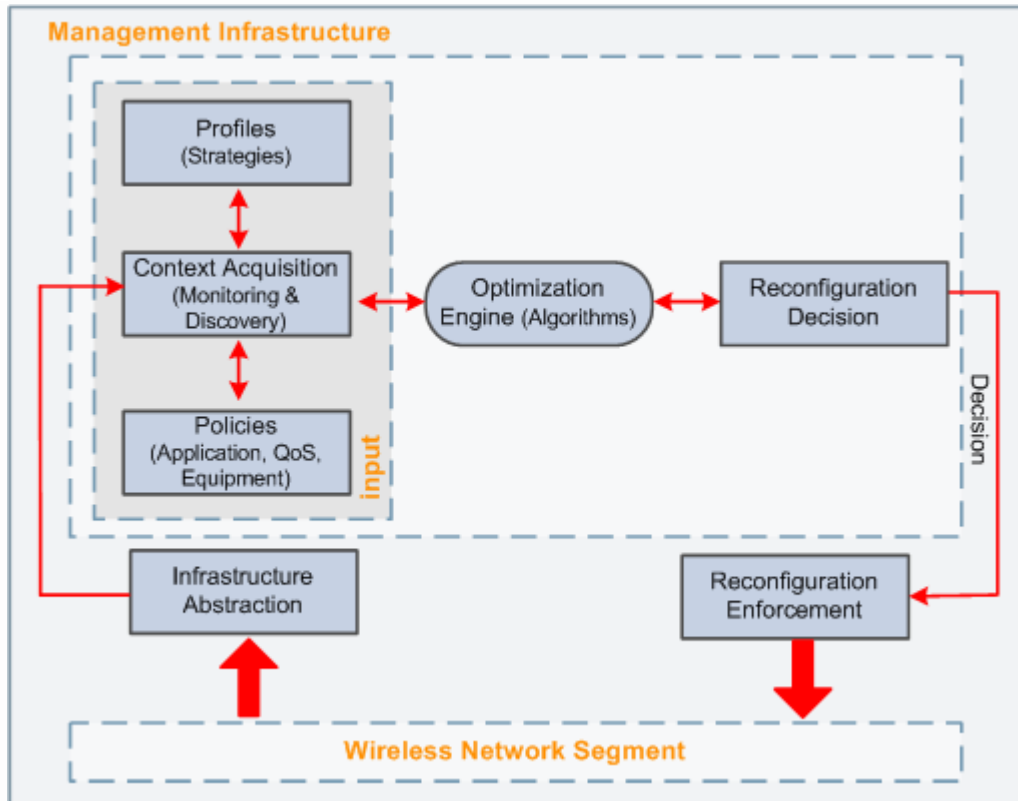 Management Infrastructure
Profiles
(Strategies)
Context Acquisition
(Monitoring &
Discovery)
Policies
(Application, QoS,
Equipment)
input
Optimization
Engine (Algorithms)
Reconfiguration
Decision
Decision
Infrastructure
Abstraction
Reconfiguration
Enforcement
Wireless Network Segment